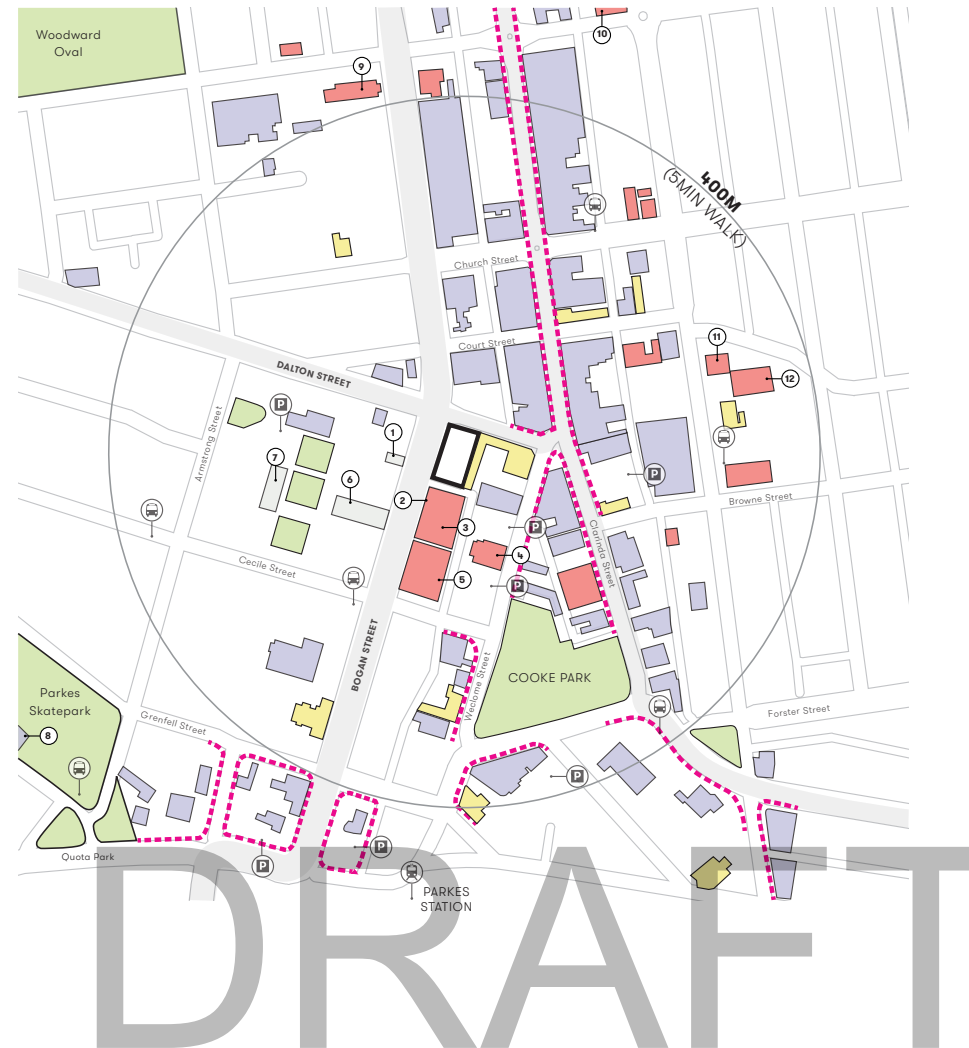 Woodward
Oval
10
9
400M
(5MIN WALK)
Church Street
Court Street
11
12
DALTON STREET
Armstrong Street
P
1
7
6
2
3
P
Browne Street
P
4
Clarinda Street
Cecile Street
5
P
BOGAN STREET
Weclome Street
COOKE PARK
Parkes
Skatepark
8
Grenfell Street
Forster Street
P
P
P
Quota Park
PARKES
STATION
DRAFT